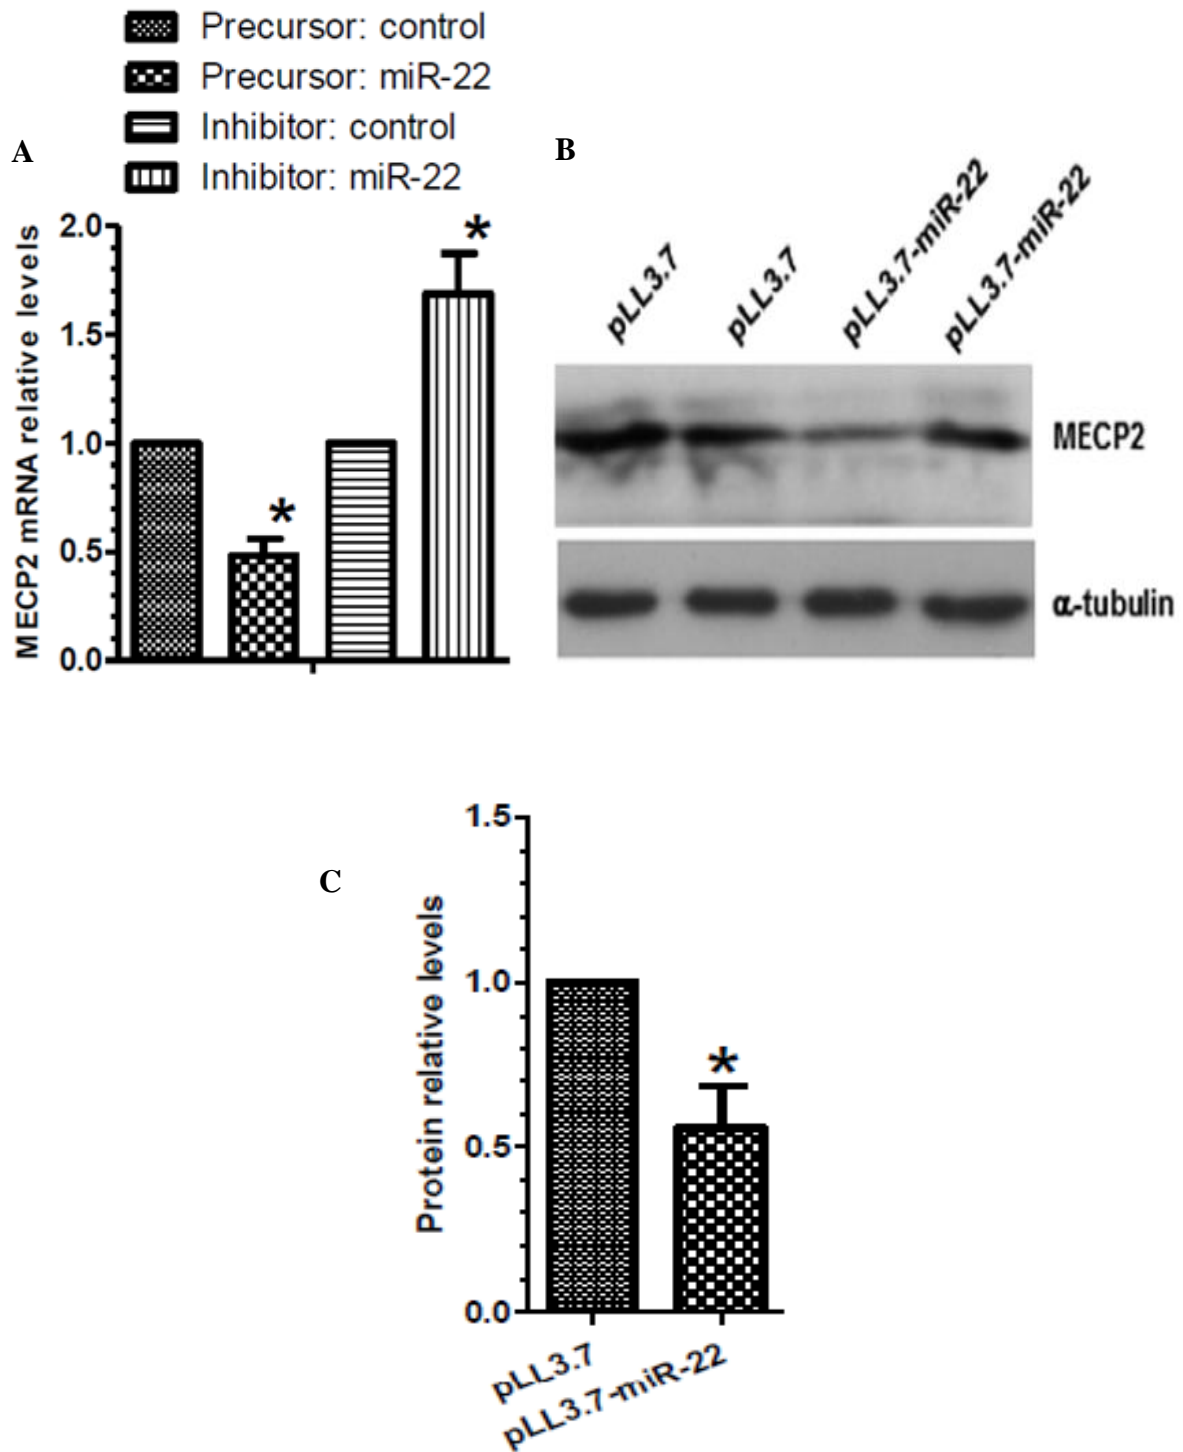 Precursor: control
Precursor: miR-22
Inhibitor: control
Inhibitor: miR-22
A
MECP2 mRNA relative levels
2.0
1.5
1.0
0.5
0.0
*
*
B
pLL3.7
pLL3.7
pLL3.7-miR-22
pLL3.7-miR-22
MECP2
α-tubulin
C
Protein relative levels
1.5
1.0
0.5
0.0
*
pLL3.7
pLL3.7-miR-22